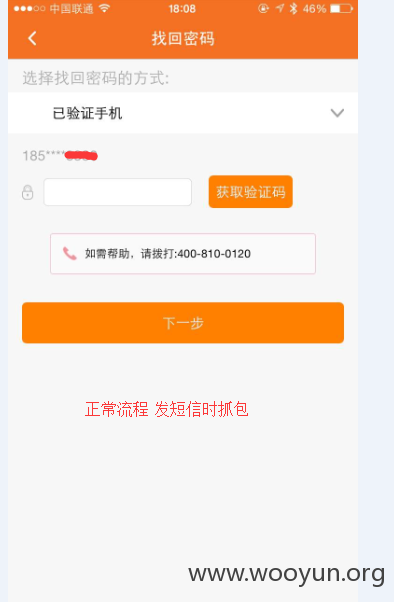 中国联通 18:08 46%
找回密码
选择找回密码的方式:
已验证手机
185****
获取验证码
如需帮助，请拨打:400-810-0120
下一步
正常流程 发短信时抓包
www.wooyun.org